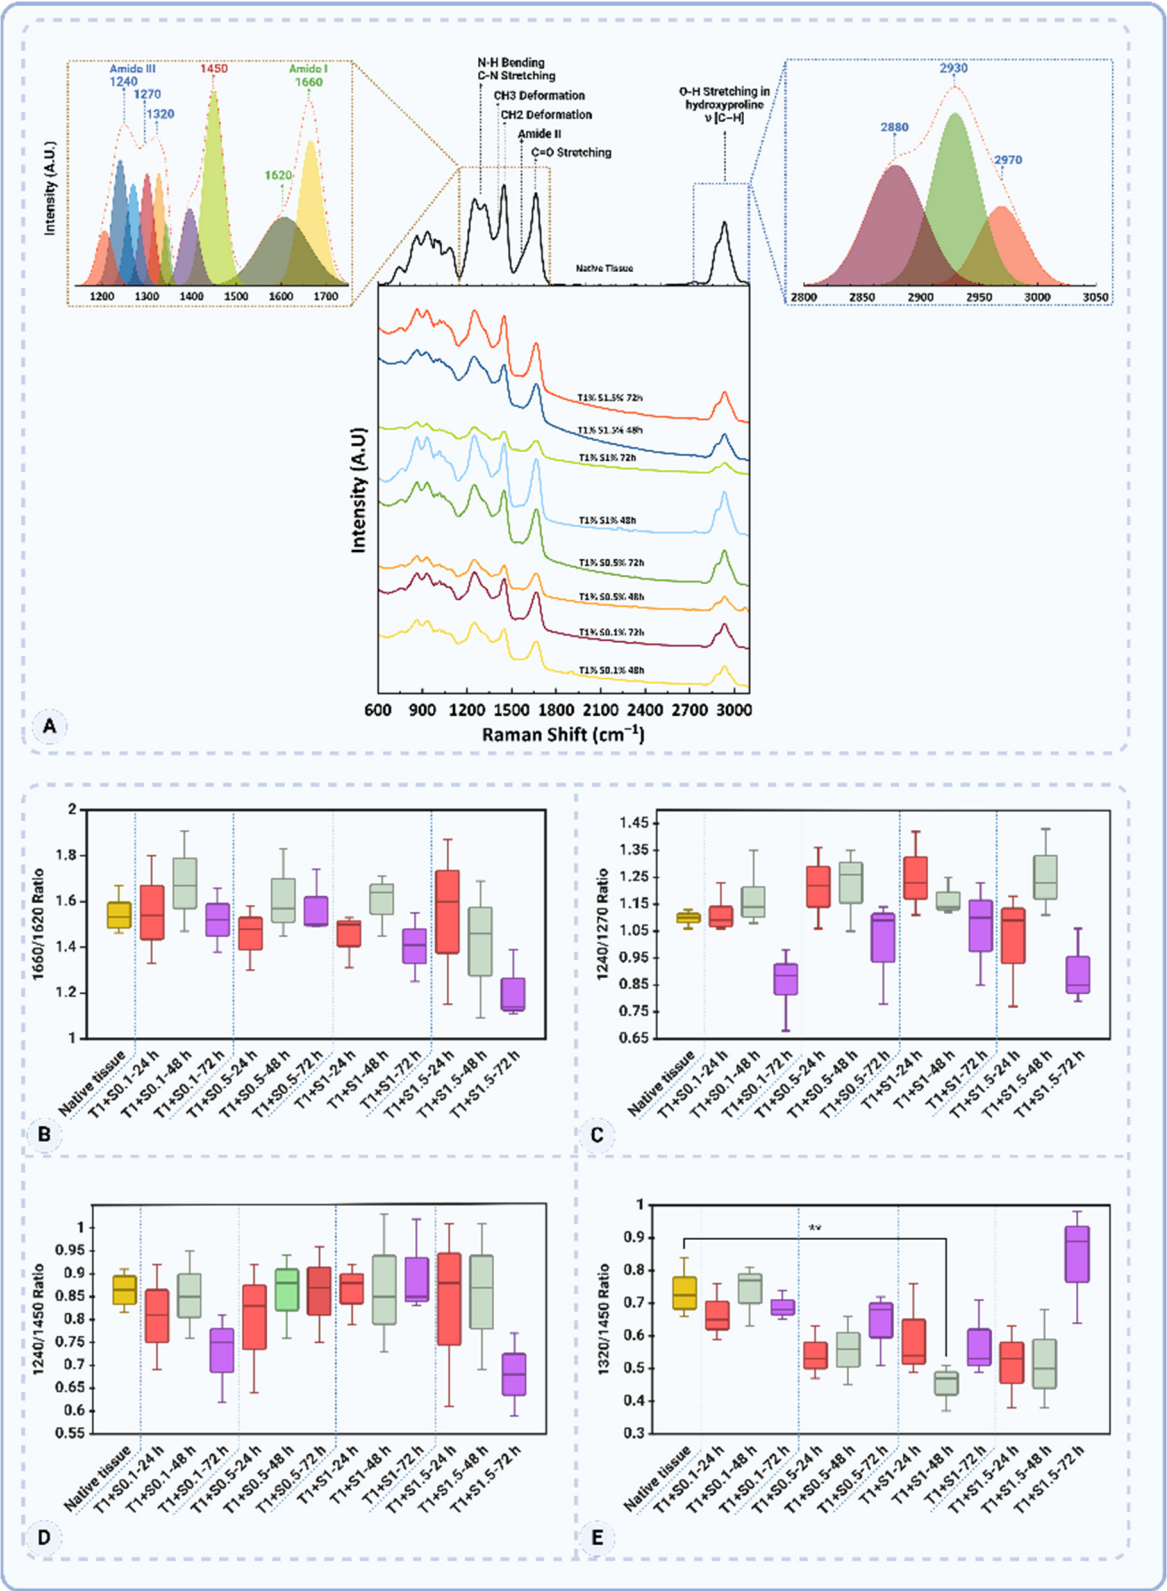 Amide III
1240
1270
1320
1450
Amide I
1660
1620
Intensity (A.U.)
1200 1300 1400 1500 1600 1700
N-H Bending
C-N Stretching
CH3 Deformation
CH2 Deformation
Amide II
C=O Stretching
O-H Stretching in
hydroxyproline
ν [C–H]
Native Tissue
2930
2880
2970
2800 2850 2900 2950 3000 3050
T1% S1.5% 72h
T1% S1.5% 48h
T1% S1% 72h
T1% S1% 48h
T1% S0.5% 72h
T1% S0.5% 48h
T1% S0.1% 72h
T1% S0.1% 48h
Intensity (A.U)
600 900 1200 1500 1800 2100 2400 2700 3000
Raman Shift (cm⁻¹)
A
2
1.8
1.6
1.4
1.2
1
1660/1620 Ratio
Native tissue
T1+S0.1-24 h
T1+S0.1-48 h
T1+S0.1-72 h
T1+S0.5-24 h
T1+S0.5-48 h
T1+S0.5-72 h
T1+S1-24 h
T1+S1-48 h
T1+S1-72 h
T1+S1.5-24 h
T1+S1.5-48 h
T1+S1.5-72 h
B
1.45
1.35
1.25
1.15
1.05
0.95
0.85
0.75
0.65
1240/1270 Ratio
Native tissue
T1+S0.1-24 h
T1+S0.1-48 h
T1+S0.1-72 h
T1+S0.5-24 h
T1+S0.5-48 h
T1+S0.5-72 h
T1+S1-24 h
T1+S1-48 h
T1+S1-72 h
T1+S1.5-24 h
T1+S1.5-48 h
T1+S1.5-72 h
C
1
0.95
0.9
0.85
0.8
0.75
0.7
0.65
0.6
0.55
1240/1450 Ratio
Native tissue
T1+S0.1-24 h
T1+S0.1-48 h
T1+S0.1-72 h
T1+S0.5-24 h
T1+S0.5-48 h
T1+S0.5-72 h
T1+S1-24 h
T1+S1-48 h
T1+S1-72 h
T1+S1.5-24 h
T1+S1.5-48 h
T1+S1.5-72 h
D
1
0.9
0.8
0.7
0.6
0.5
0.4
0.3
1320/1450 Ratio
**
Native tissue
T1+S0.1-24 h
T1+S0.1-48 h
T1+S0.1-72 h
T1+S0.5-24 h
T1+S0.5-48 h
T1+S0.5-72 h
T1+S1-24 h
T1+S1-48 h
T1+S1-72 h
T1+S1.5-24 h
T1+S1.5-48 h
T1+S1.5-72 h
E